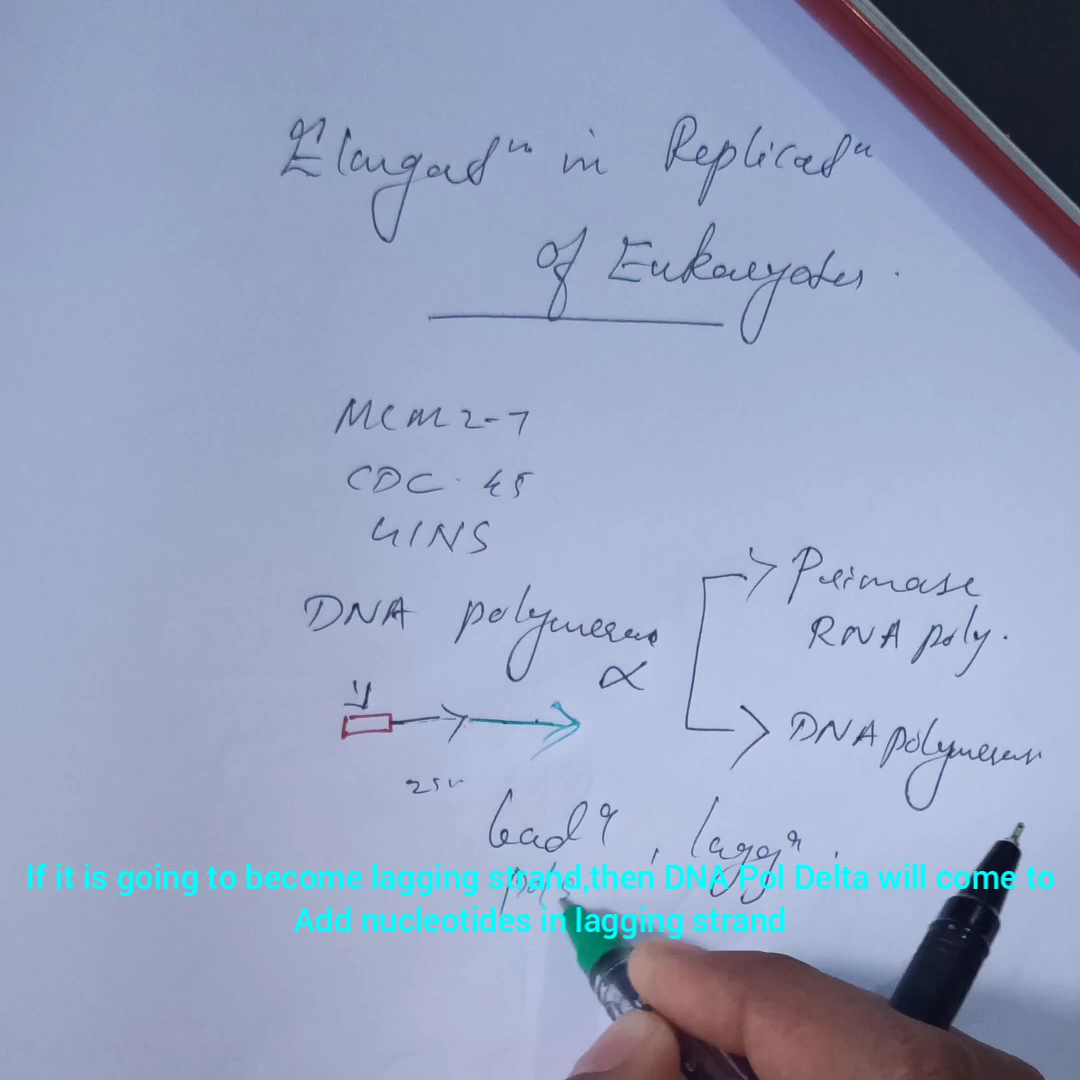 Elongatⁿ in Replicatⁿ
of Eukaryotes.
MCM 2-7
CDC. 45
GINS
DNA polymerase
α
Primase
RNA poly.
DNA polymerase
25n
leadg, laggg.
If it is going to become lagging strand,then DNA Pol Delta will come to
Add nucleotides in lagging strand